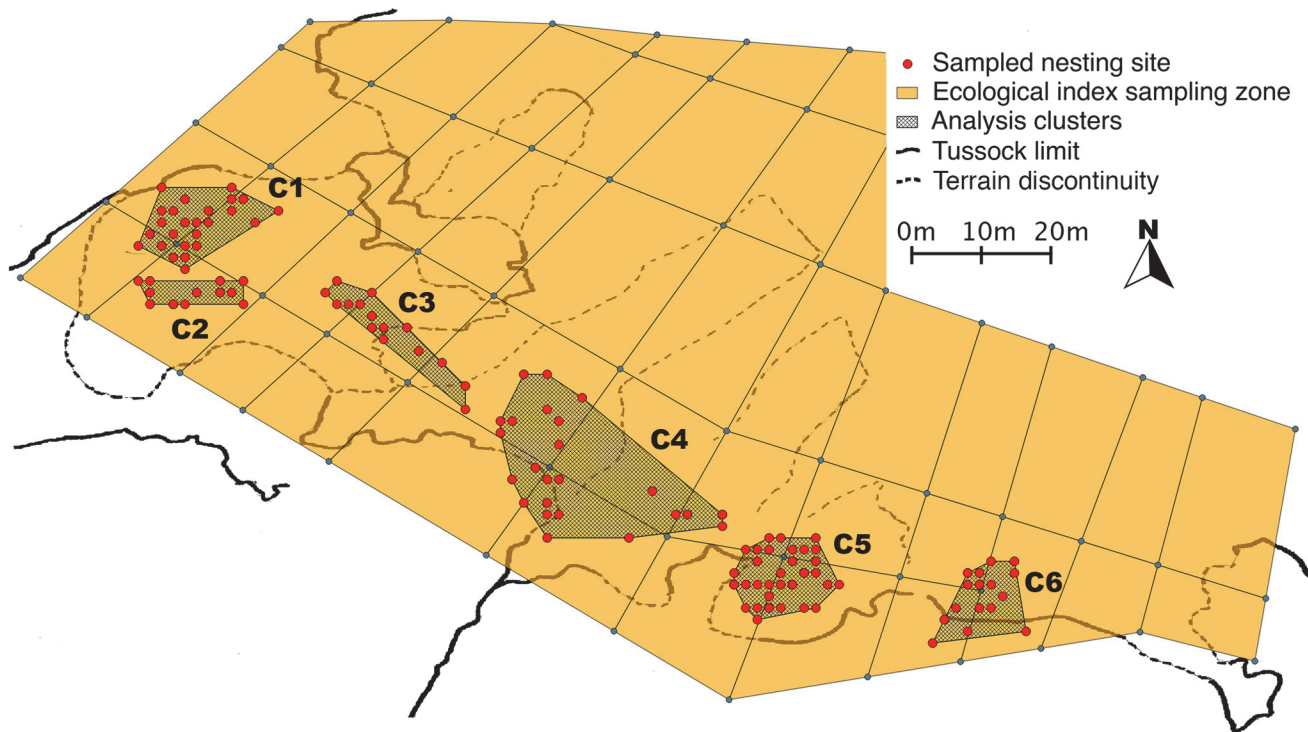 Sampled nesting site
Ecological index sampling zone
Analysis clusters
Tussock limit
Terrain discontinuity
0m 10m 20m
N
C1
C2
C3
C4
C5
C6